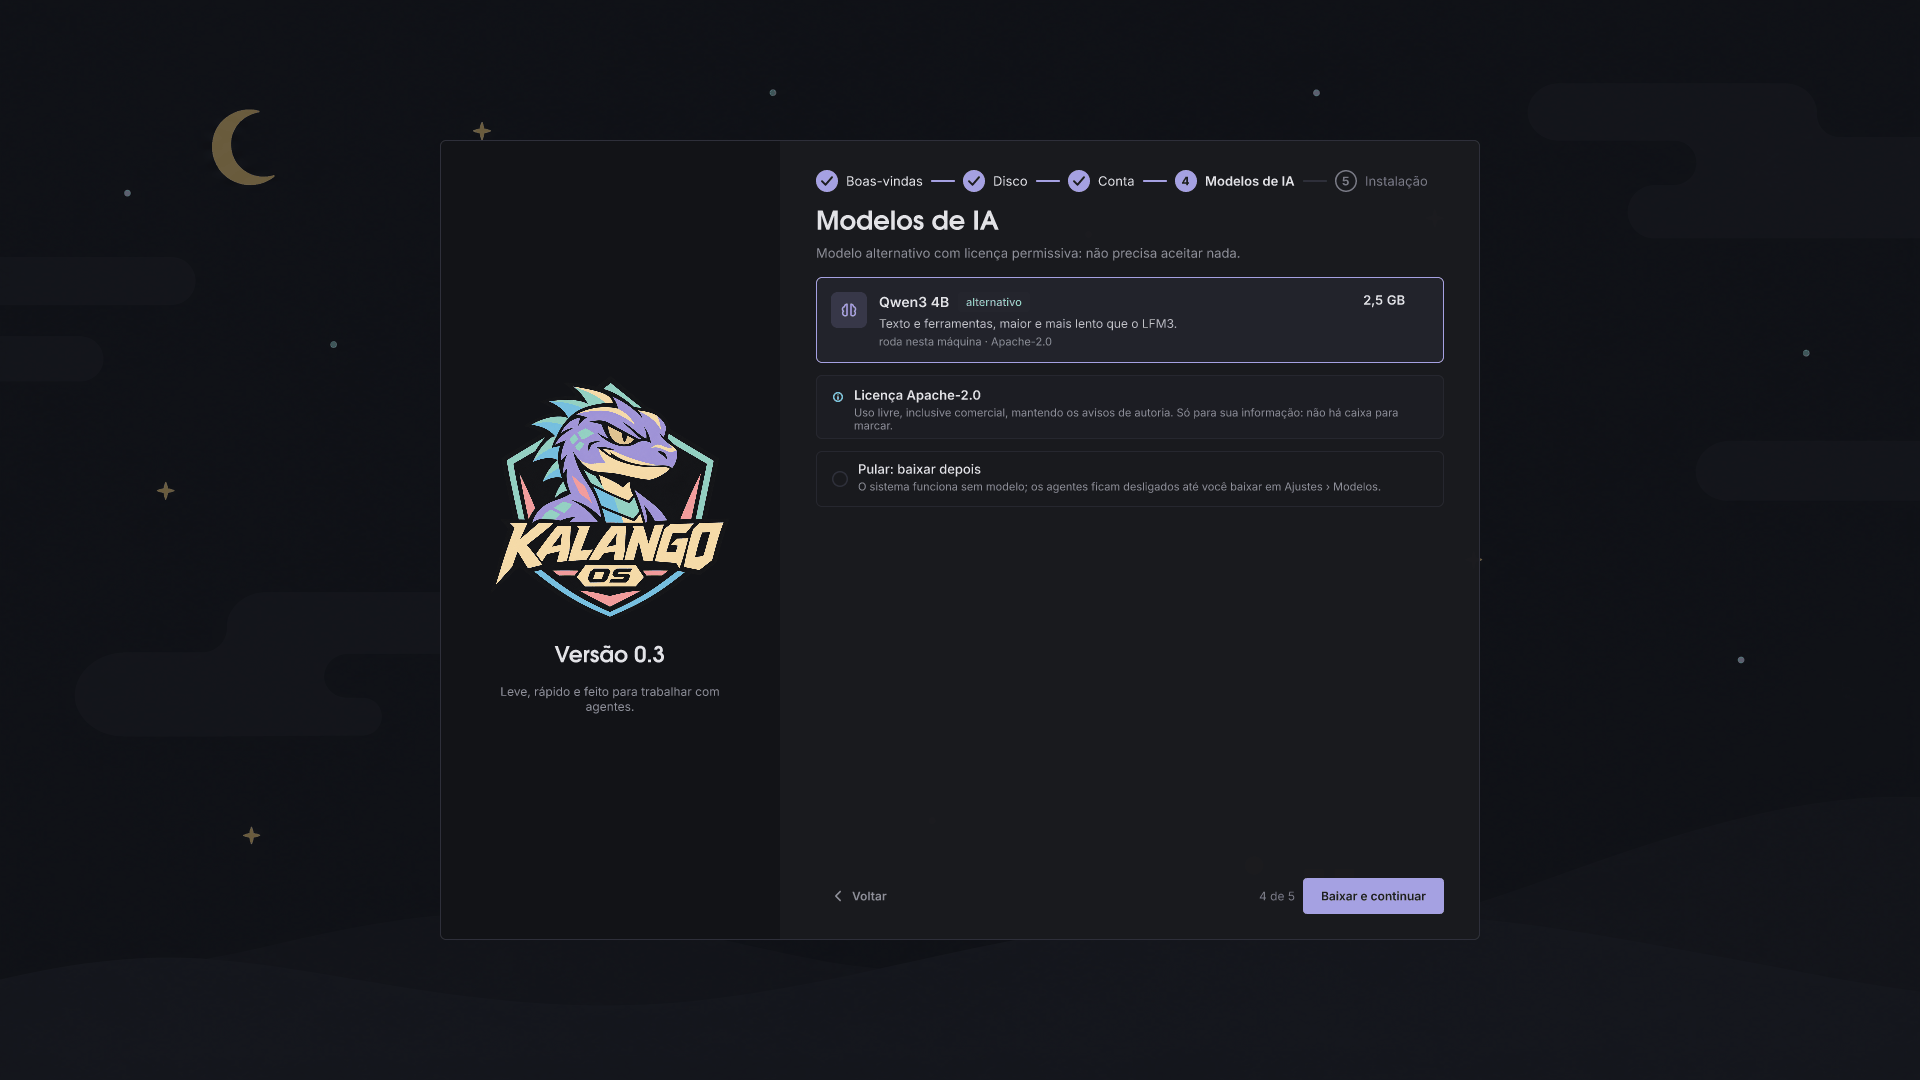 Boas-vindas
Disco
Conta
4 Modelos de IA
5 Instalação
Modelos de IA
Modelo alternativo com licença permissiva: não precisa aceitar nada.
Qwen3 4B alternativo 2,5 GB
Texto e ferramentas, maior e mais lento que o LFM3.
roda nesta máquina · Apache-2.0
Licença Apache-2.0
Uso livre, inclusive comercial, mantendo os avisos de autoria. Só para sua informação: não há caixa para
marcar.
Pular: baixar depois
O sistema funciona sem modelo; os agentes ficam desligados até você baixar em Ajustes › Modelos.
KALANGO
OS
Versão 0.3
Leve, rápido e feito para trabalhar com
agentes.
Voltar
4 de 5
Baixar e continuar